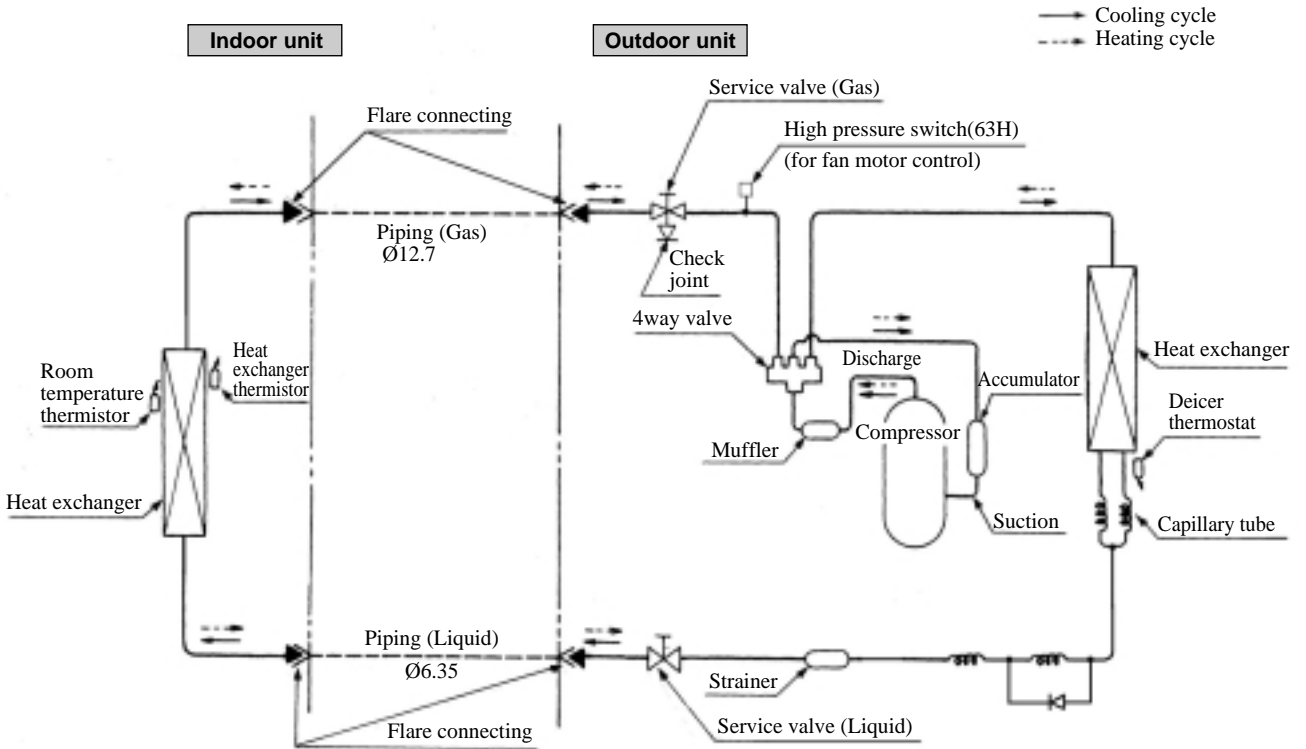 Indoor unit
Outdoor unit
Cooling cycle
Heating cycle
Service valve (Gas)
Flare connecting
High pressure switch(63H)
(for fan motor control)
Piping (Gas)
Ø12.7
Check
joint
4way valve
Discharge
Heat exchanger
Room
temperature
thermistor
Heat
exchanger
thermistor
Accumulator
Deicer
thermostat
Muffler
Compressor
Heat exchanger
Suction
Capillary tube
Piping (Liquid)
Ø6.35
Strainer
Flare connecting
Service valve (Liquid)